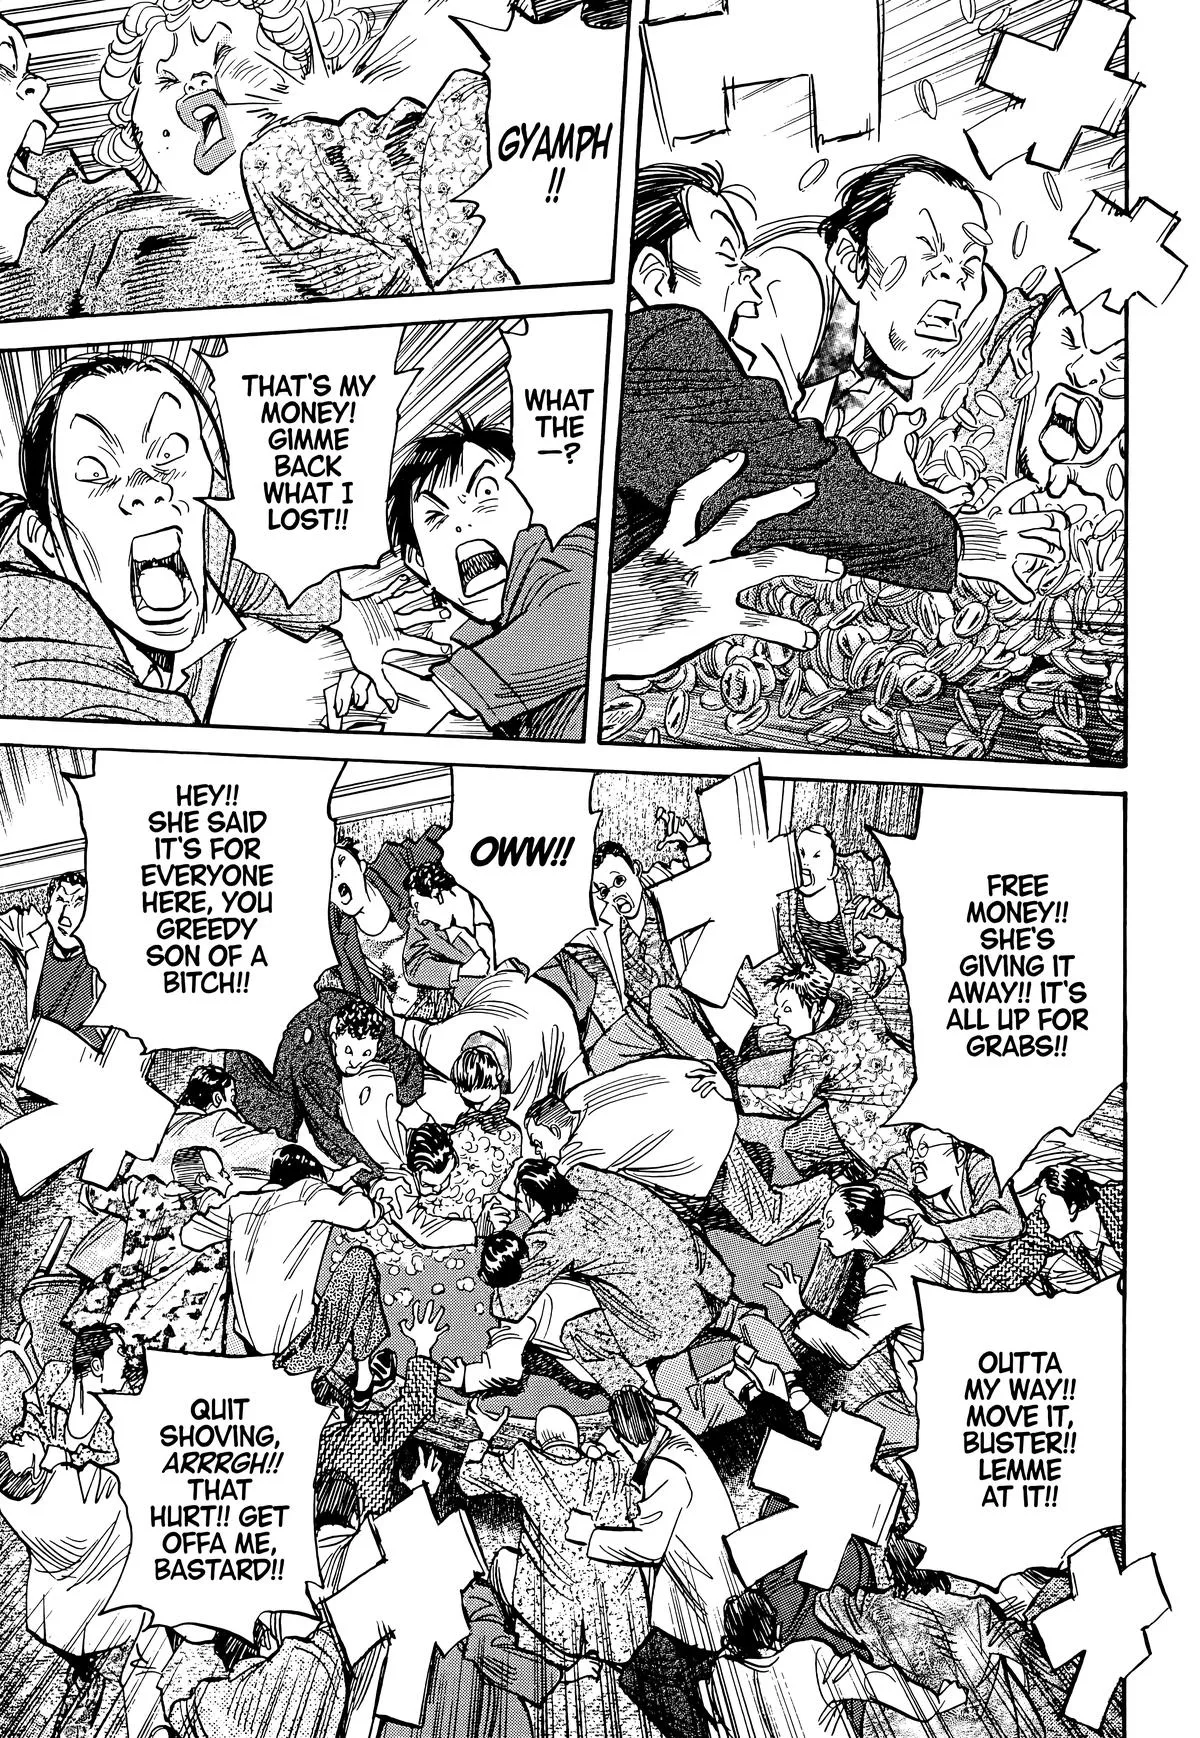 GYAMPH
!!
WHAT
THE
—?
THAT'S MY
MONEY!
GIMME
BACK
WHAT I
LOST!!
FREE
MONEY!!
SHE'S
GIVING IT
AWAY!! IT'S
ALL UP FOR
GRABS!!
OWW!!
HEY!!
SHE SAID
IT'S FOR
EVERYONE
HERE, YOU
GREEDY
SON OF A
BITCH!!
OUTTA
MY WAY!!
MOVE IT,
BUSTER!!
LEMME
AT IT!!
QUIT
SHOVING,
ARRRGH!!
THAT
HURT!! GET
OFFA ME,
BASTARD!!